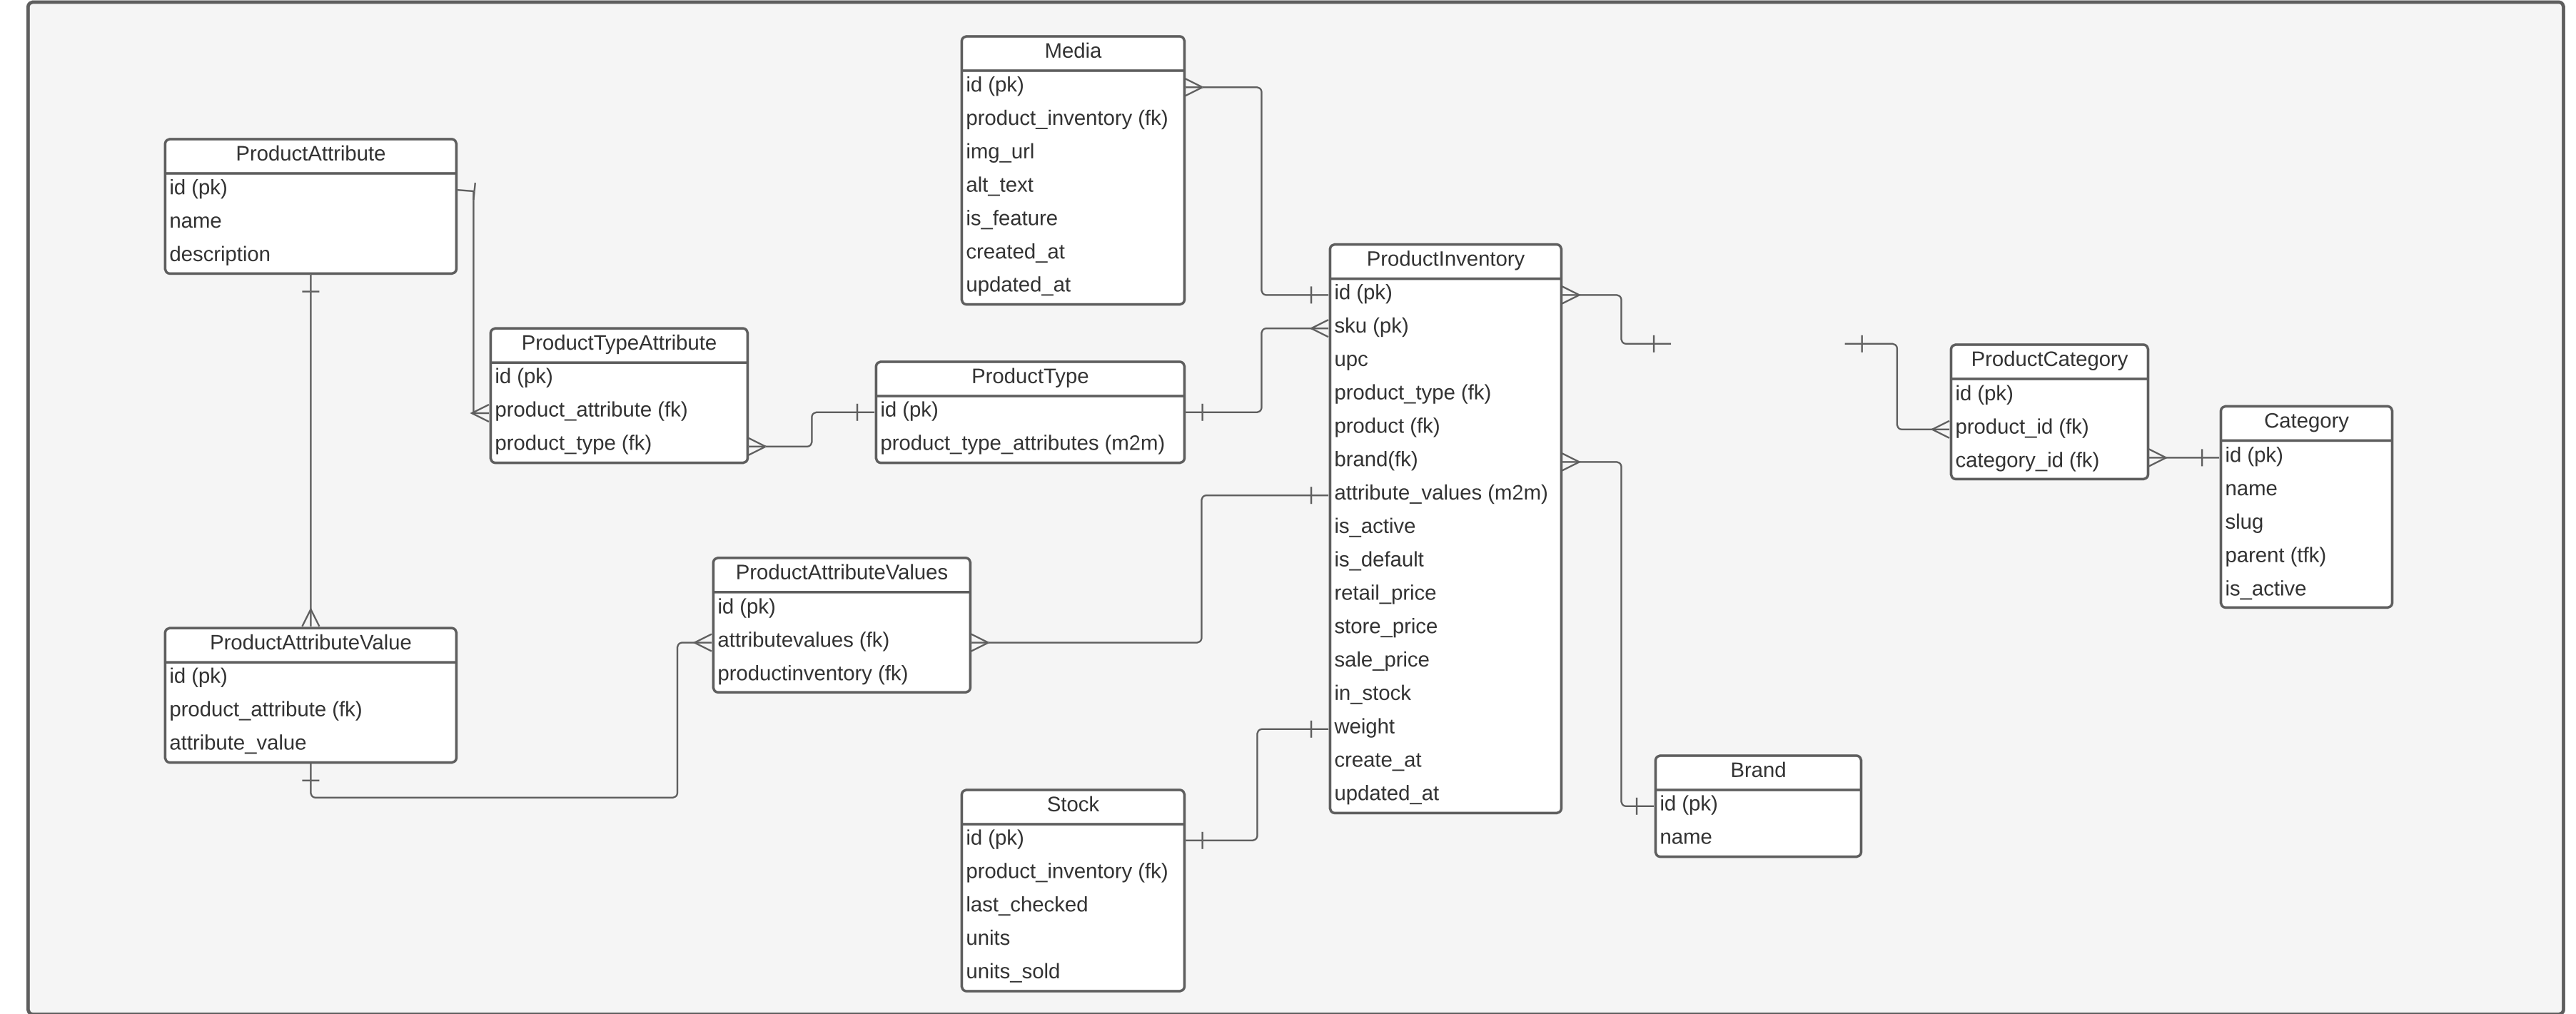 Media
id (pk)
product_inventory (fk)
img_url
alt_text
is_feature
created_at
updated_at
ProductAttribute
id (pk)
name
description
ProductTypeAttribute
id (pk)
product_attribute (fk)
product_type (fk)
ProductType
id (pk)
product_type_attributes (m2m)
ProductInventory
id (pk)
sku (pk)
upc
product_type (fk)
product (fk)
brand(fk)
attribute_values (m2m)
is_active
is_default
retail_price
store_price
sale_price
in_stock
weight
create_at
updated_at
ProductCategory
id (pk)
product_id (fk)
category_id (fk)
Category
id (pk)
name
slug
parent (tfk)
is_active
ProductAttributeValues
id (pk)
attributevalues (fk)
productinventory (fk)
ProductAttributeValue
id (pk)
product_attribute (fk)
attribute_value
Stock
id (pk)
product_inventory (fk)
last_checked
units
units_sold
Brand
id (pk)
name